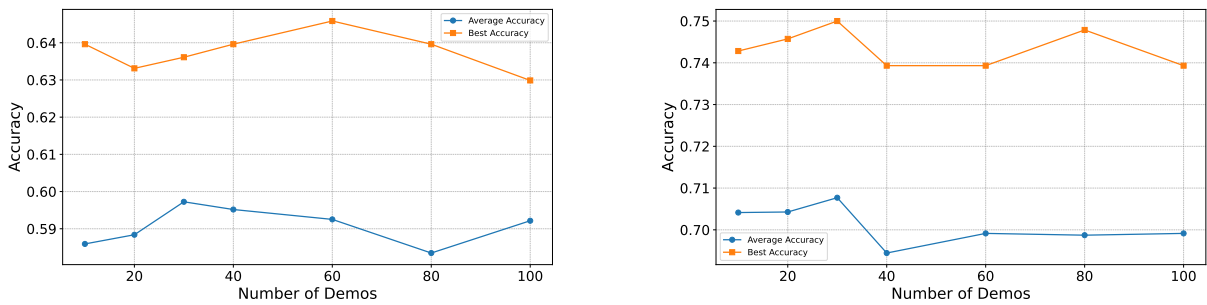 0.64
0.63
0.62
0.61
0.60
0.59
Accuracy
20 40 60 80 100
Number of Demos
Average Accuracy
Best Accuracy
0.75
0.74
0.73
0.72
0.71
0.70
Accuracy
20 40 60 80 100
Number of Demos
Average Accuracy
Best Accuracy